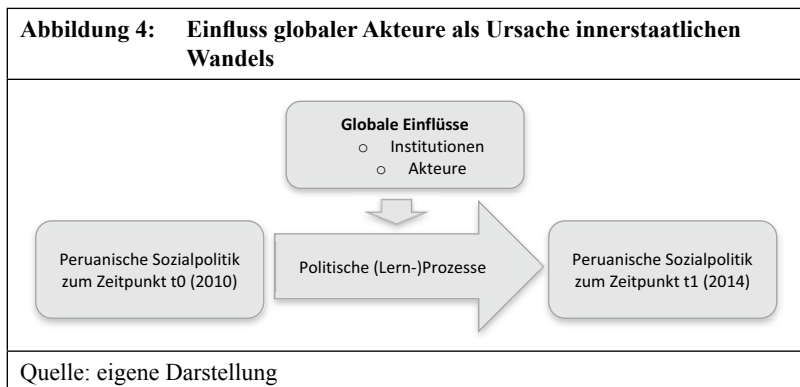 Abbildung 4: Einfluss globaler Akteure als Ursache innerstaatlichen
Wandels
Globale Einflüsse
o Institutionen
o Akteure
Peruanische Sozialpolitik
zum Zeitpunkt t0 (2010)
Politische (Lern-)Prozesse
Peruanische Sozialpolitik
zum Zeitpunkt t1 (2014)
Quelle: eigene Darstellung